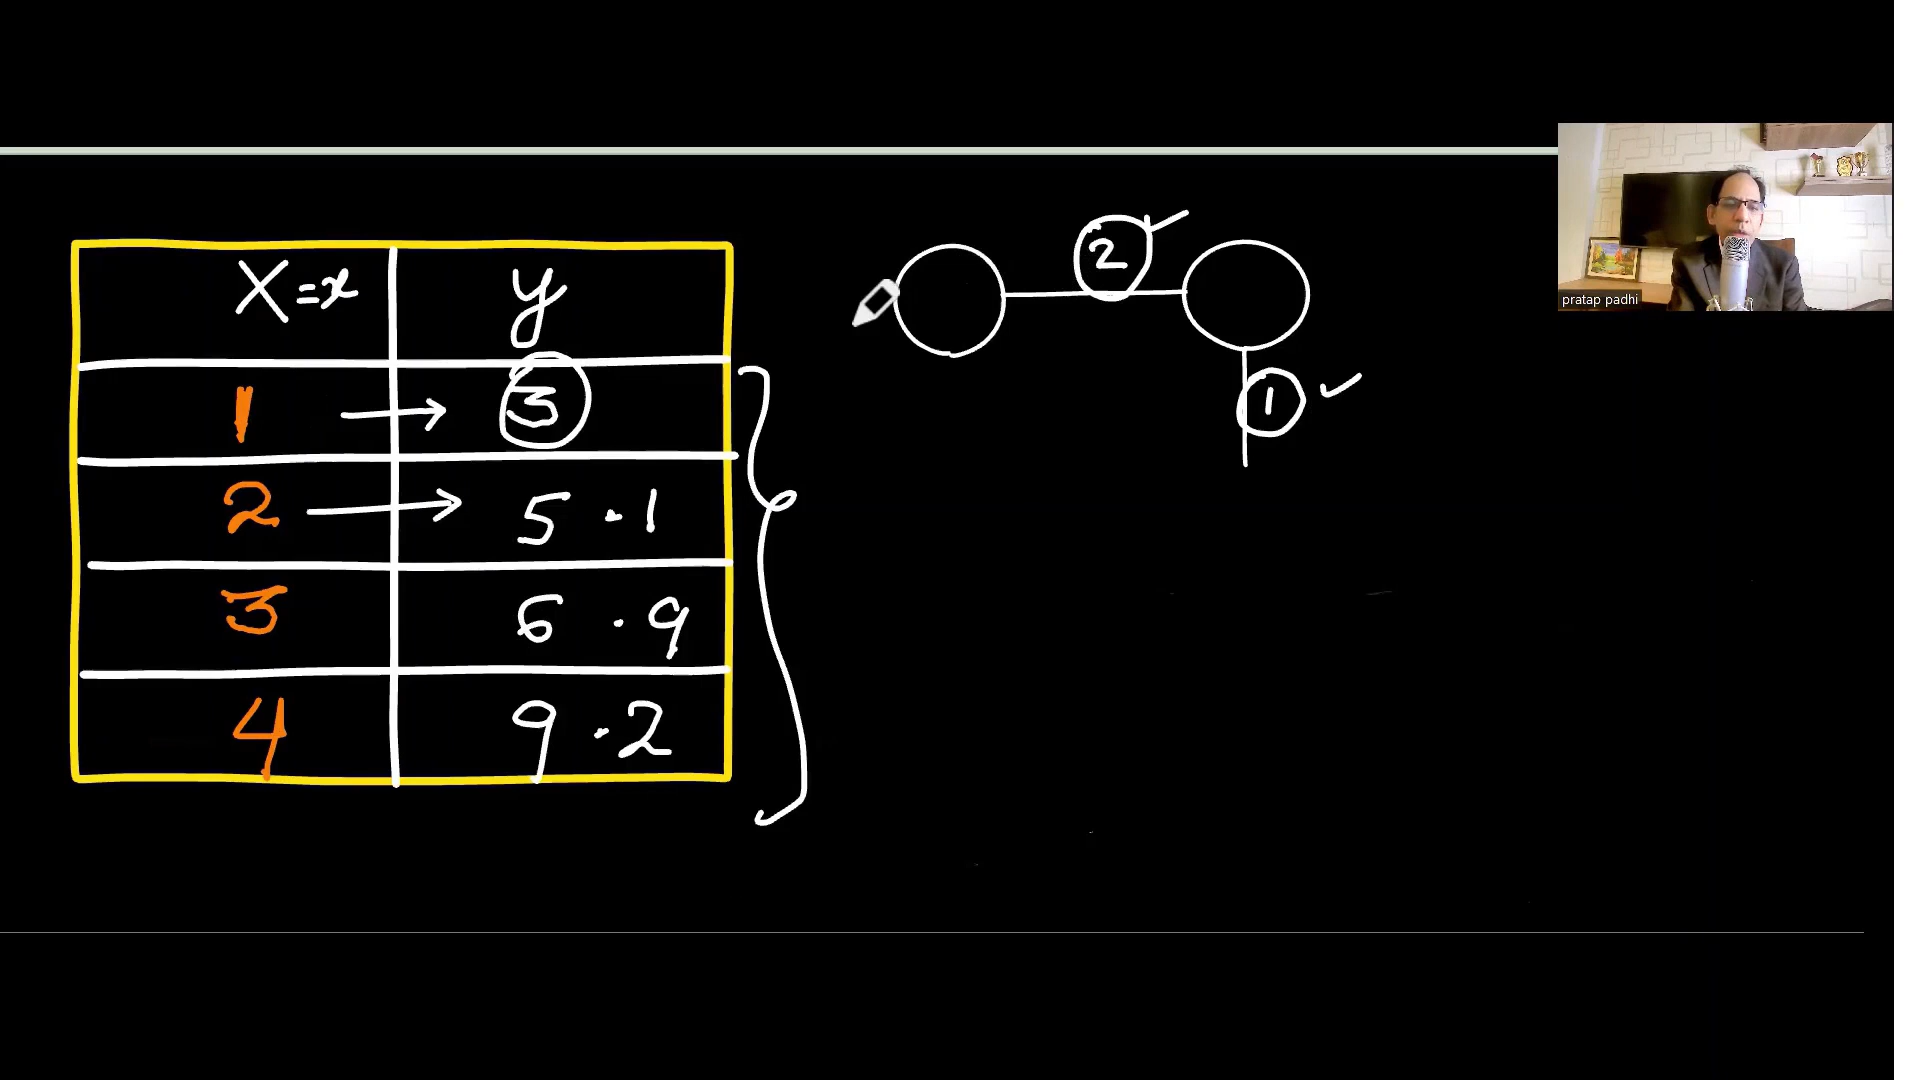 X=x y
1 → 3
2 → 5.1
3 6.9
4 9.2
2
1
pratap padhi